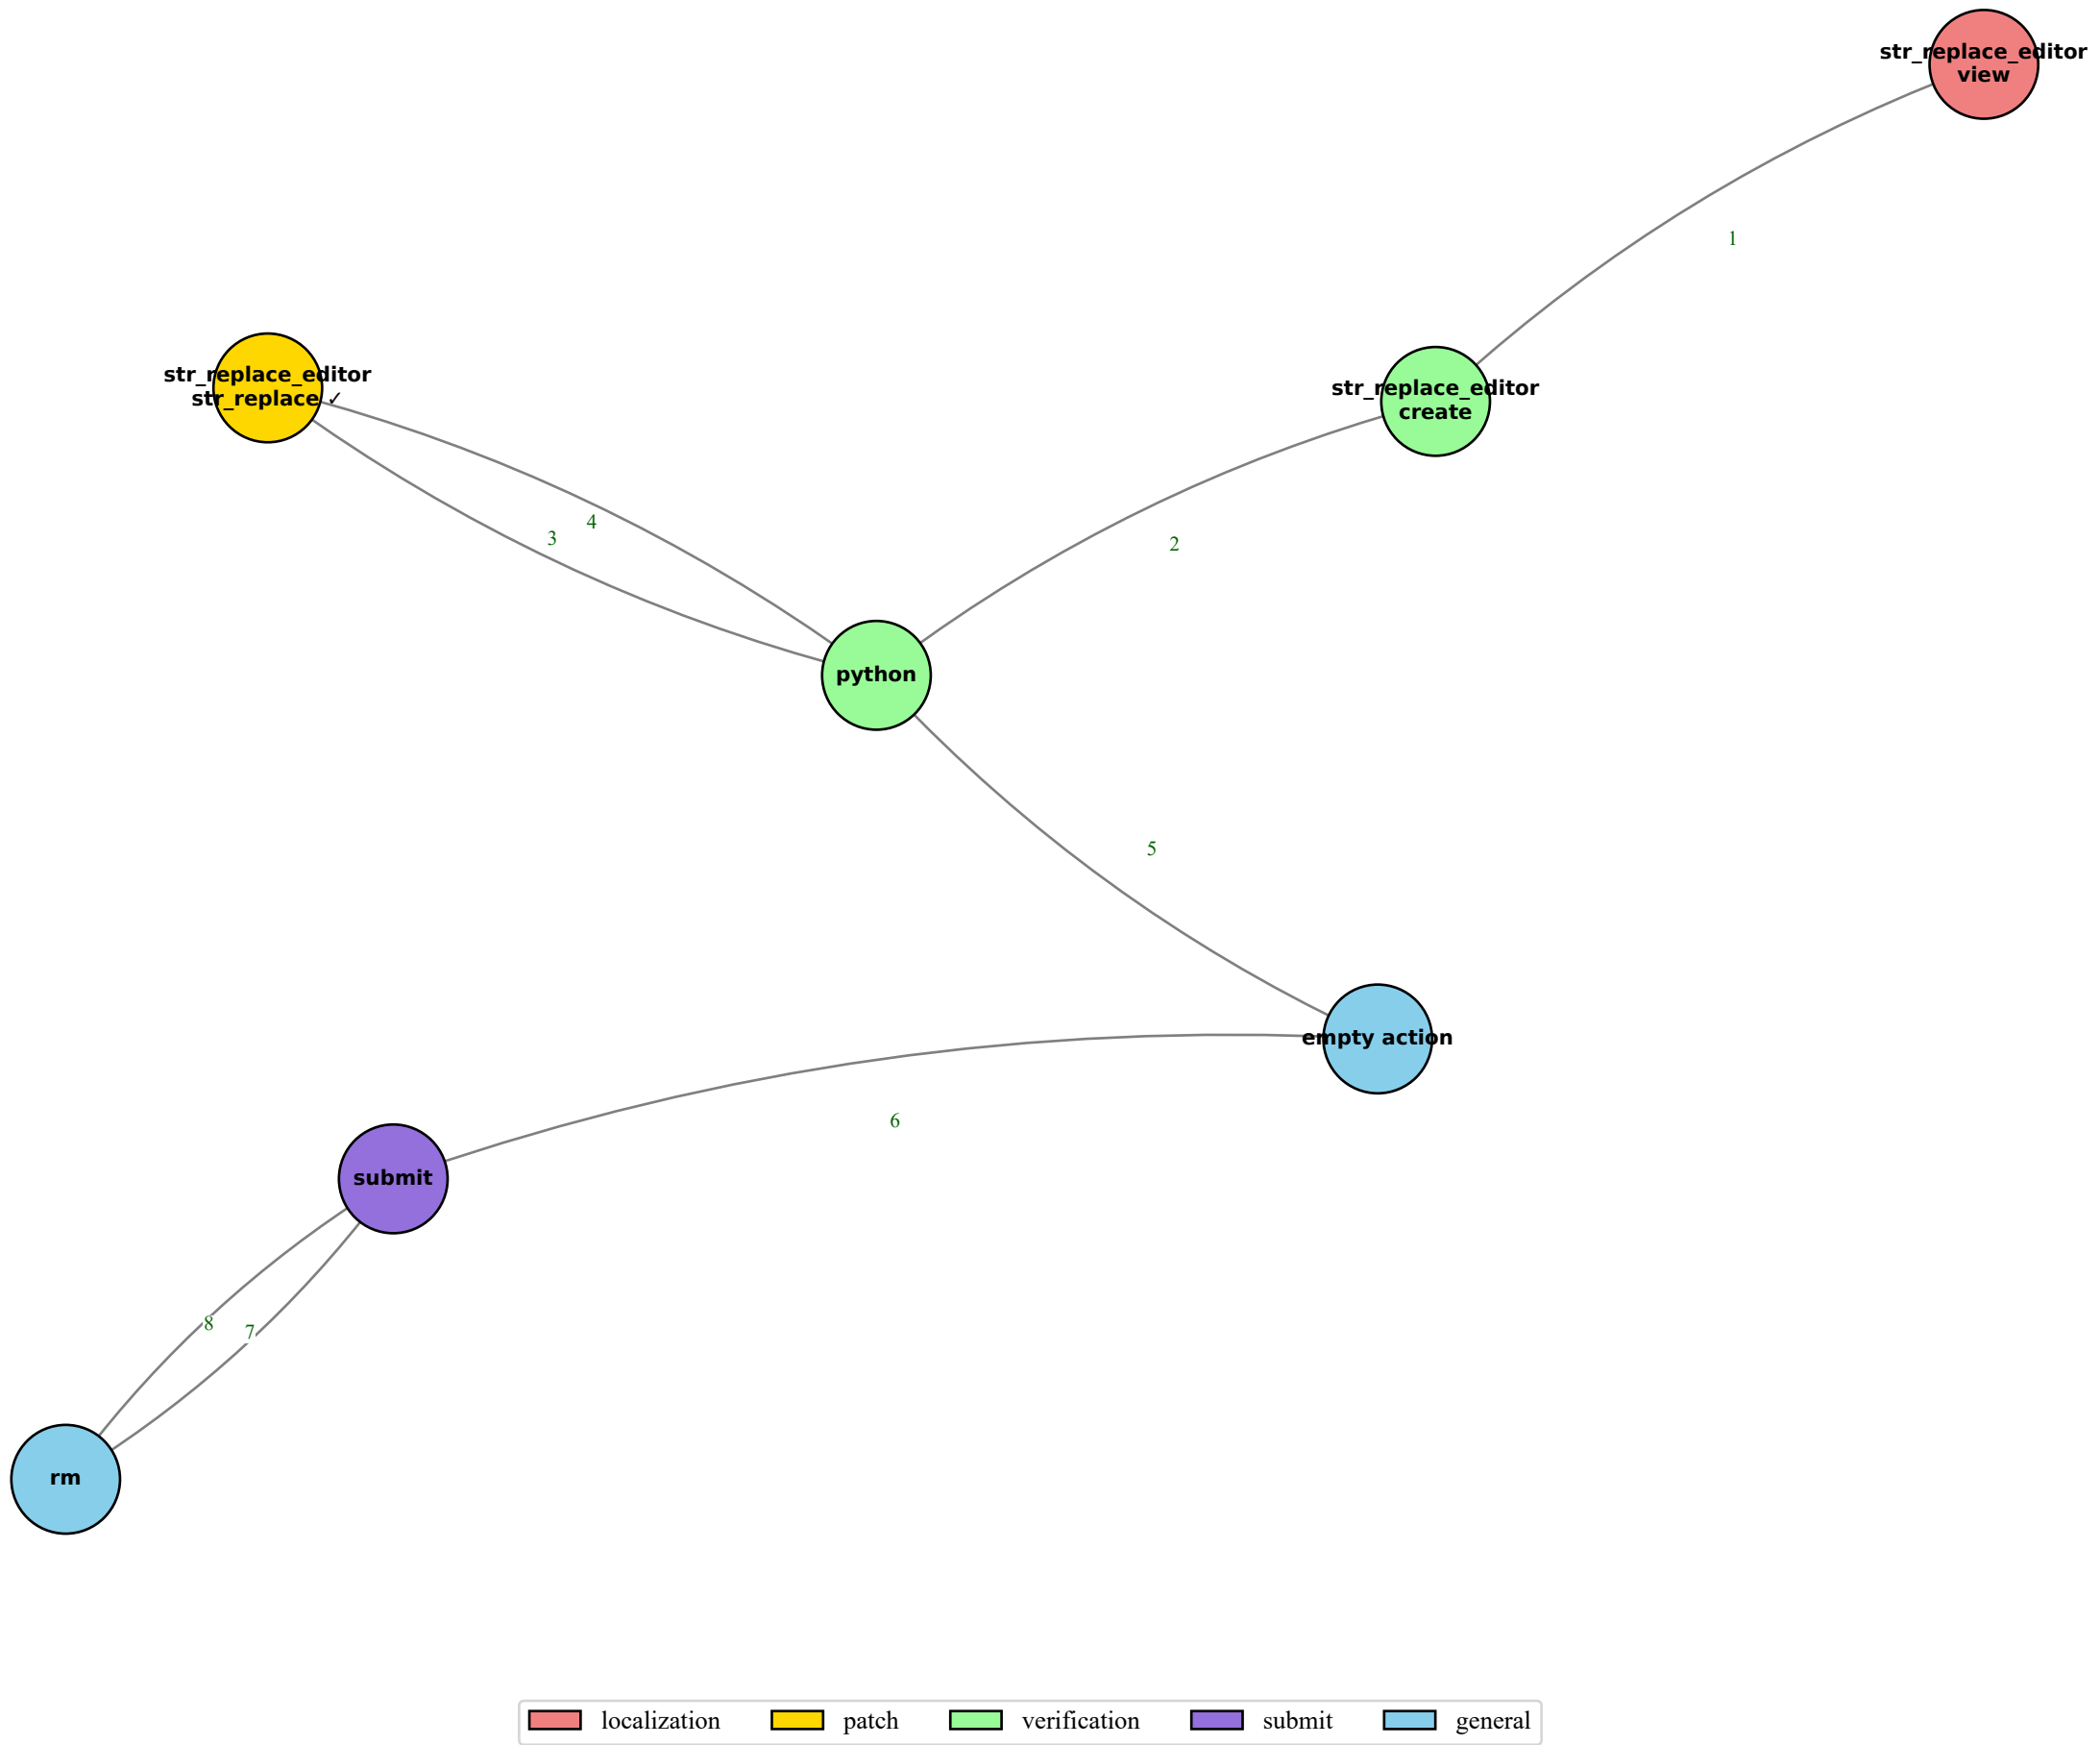 str_replace_editor
view
1
str_replace_editor
str_replace ✓
str_replace_editor
create
4
3
2
python
5
empty action
6
submit
8
7
rm
localization
patch
verification
submit
general